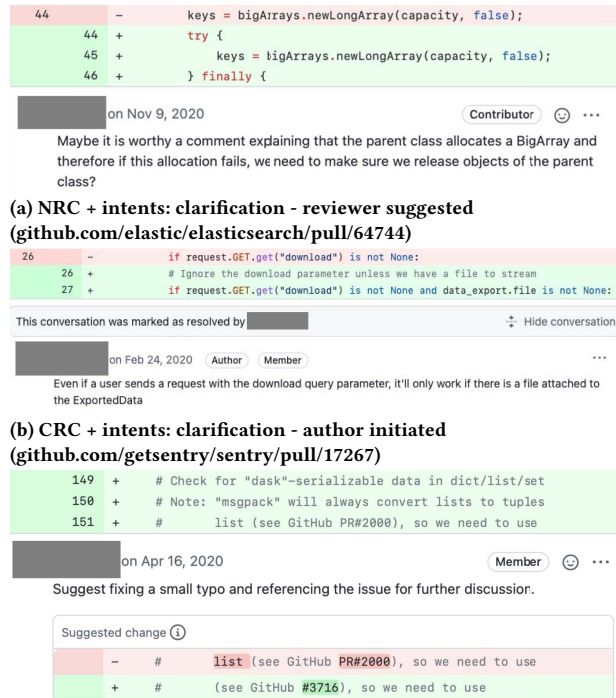 44 - keys = bigArrays.newLongArray(capacity, false);
44 + try {
45 + keys = bigArrays.newLongArray(capacity, false);
46 + } finally {
on Nov 9, 2020 Contributor
Maybe it is worthy a comment explaining that the parent class allocates a BigArray and
therefore if this allocation fails, we need to make sure we release objects of the parent
class?
(a) NRC + intents: clarification - reviewer suggested
(github.com/elastic/elasticsearch/pull/64744)
26 - if request.GET.get("download") is not None:
26 + # Ignore the download parameter unless we have a file to stream
27 + if request.GET.get("download") is not None and data_export.file is not None:
This conversation was marked as resolved by Hide conversation
on Feb 24, 2020 Author Member
Even if a user sends a request with the download query parameter, it'll only work if there is a file attached to
the ExportedData
(b) CRC + intents: clarification - author initiated
(github.com/getsentry/sentry/pull/17267)
149 + # Check for "dask"-serializable data in dict/list/set
150 + # Note: "msgpack" will always convert lists to tuples
151 + # list (see GitHub PR#2000), so we need to use
on Apr 16, 2020 Member
Suggest fixing a small typo and referencing the issue for further discussion.
Suggested change
- # list (see GitHub PR#2000), so we need to use
+ # (see GitHub #3716), so we need to use